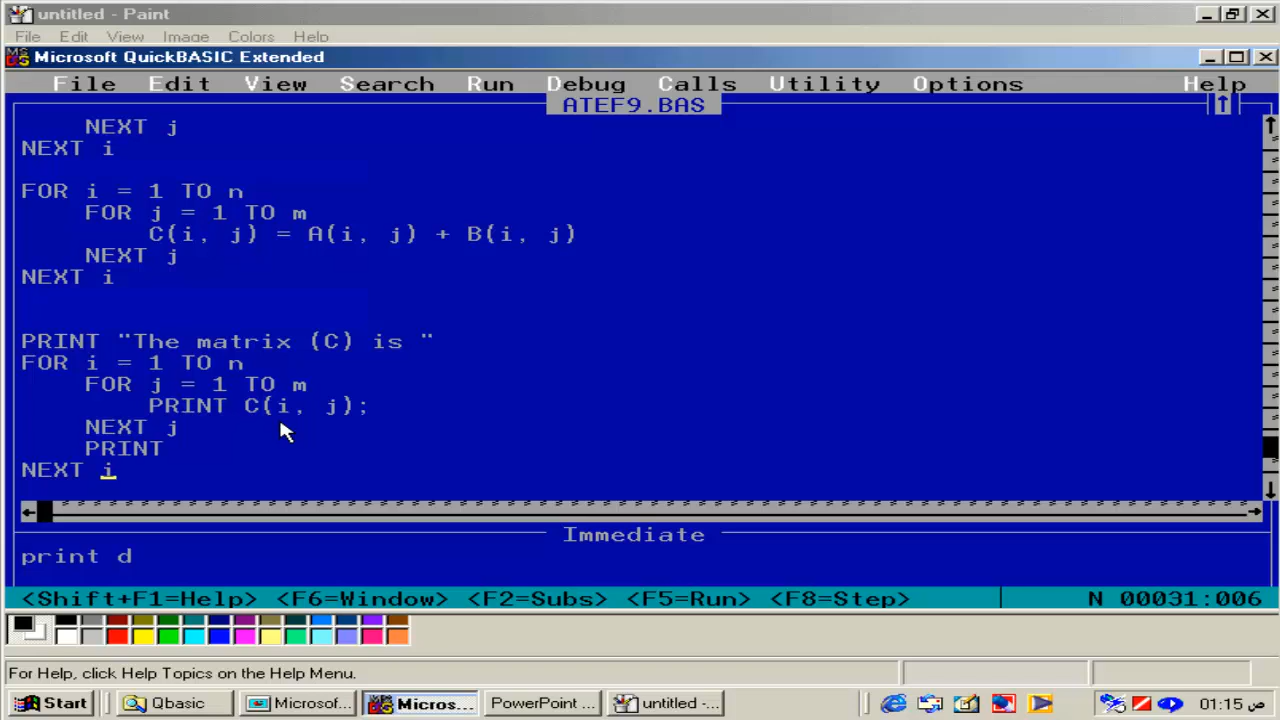 untitled - Paint
File Edit View Image Colors Help
Microsoft QuickBASIC Extended
File Edit View Search Run Debug Calls Utility Options Help
ATEF9.BAS
NEXT j
NEXT i
FOR i = 1 TO n
FOR j = 1 TO m
C(i, j) = A(i, j) + B(i, j)
NEXT j
NEXT i
PRINT "The matrix (C) is "
FOR i = 1 TO n
FOR j = 1 TO m
PRINT C(i, j);
NEXT j
PRINT
NEXT i
Immediate
print d
<Shift+F1=Help> <F6=Window> <F2=Subs> <F5=Run> <F8=Step> N 00031:006
For Help, click Help Topics on the Help Menu.
Start Qbasic Microsof... Micros... PowerPoint ... untitled -... 01:15 ص